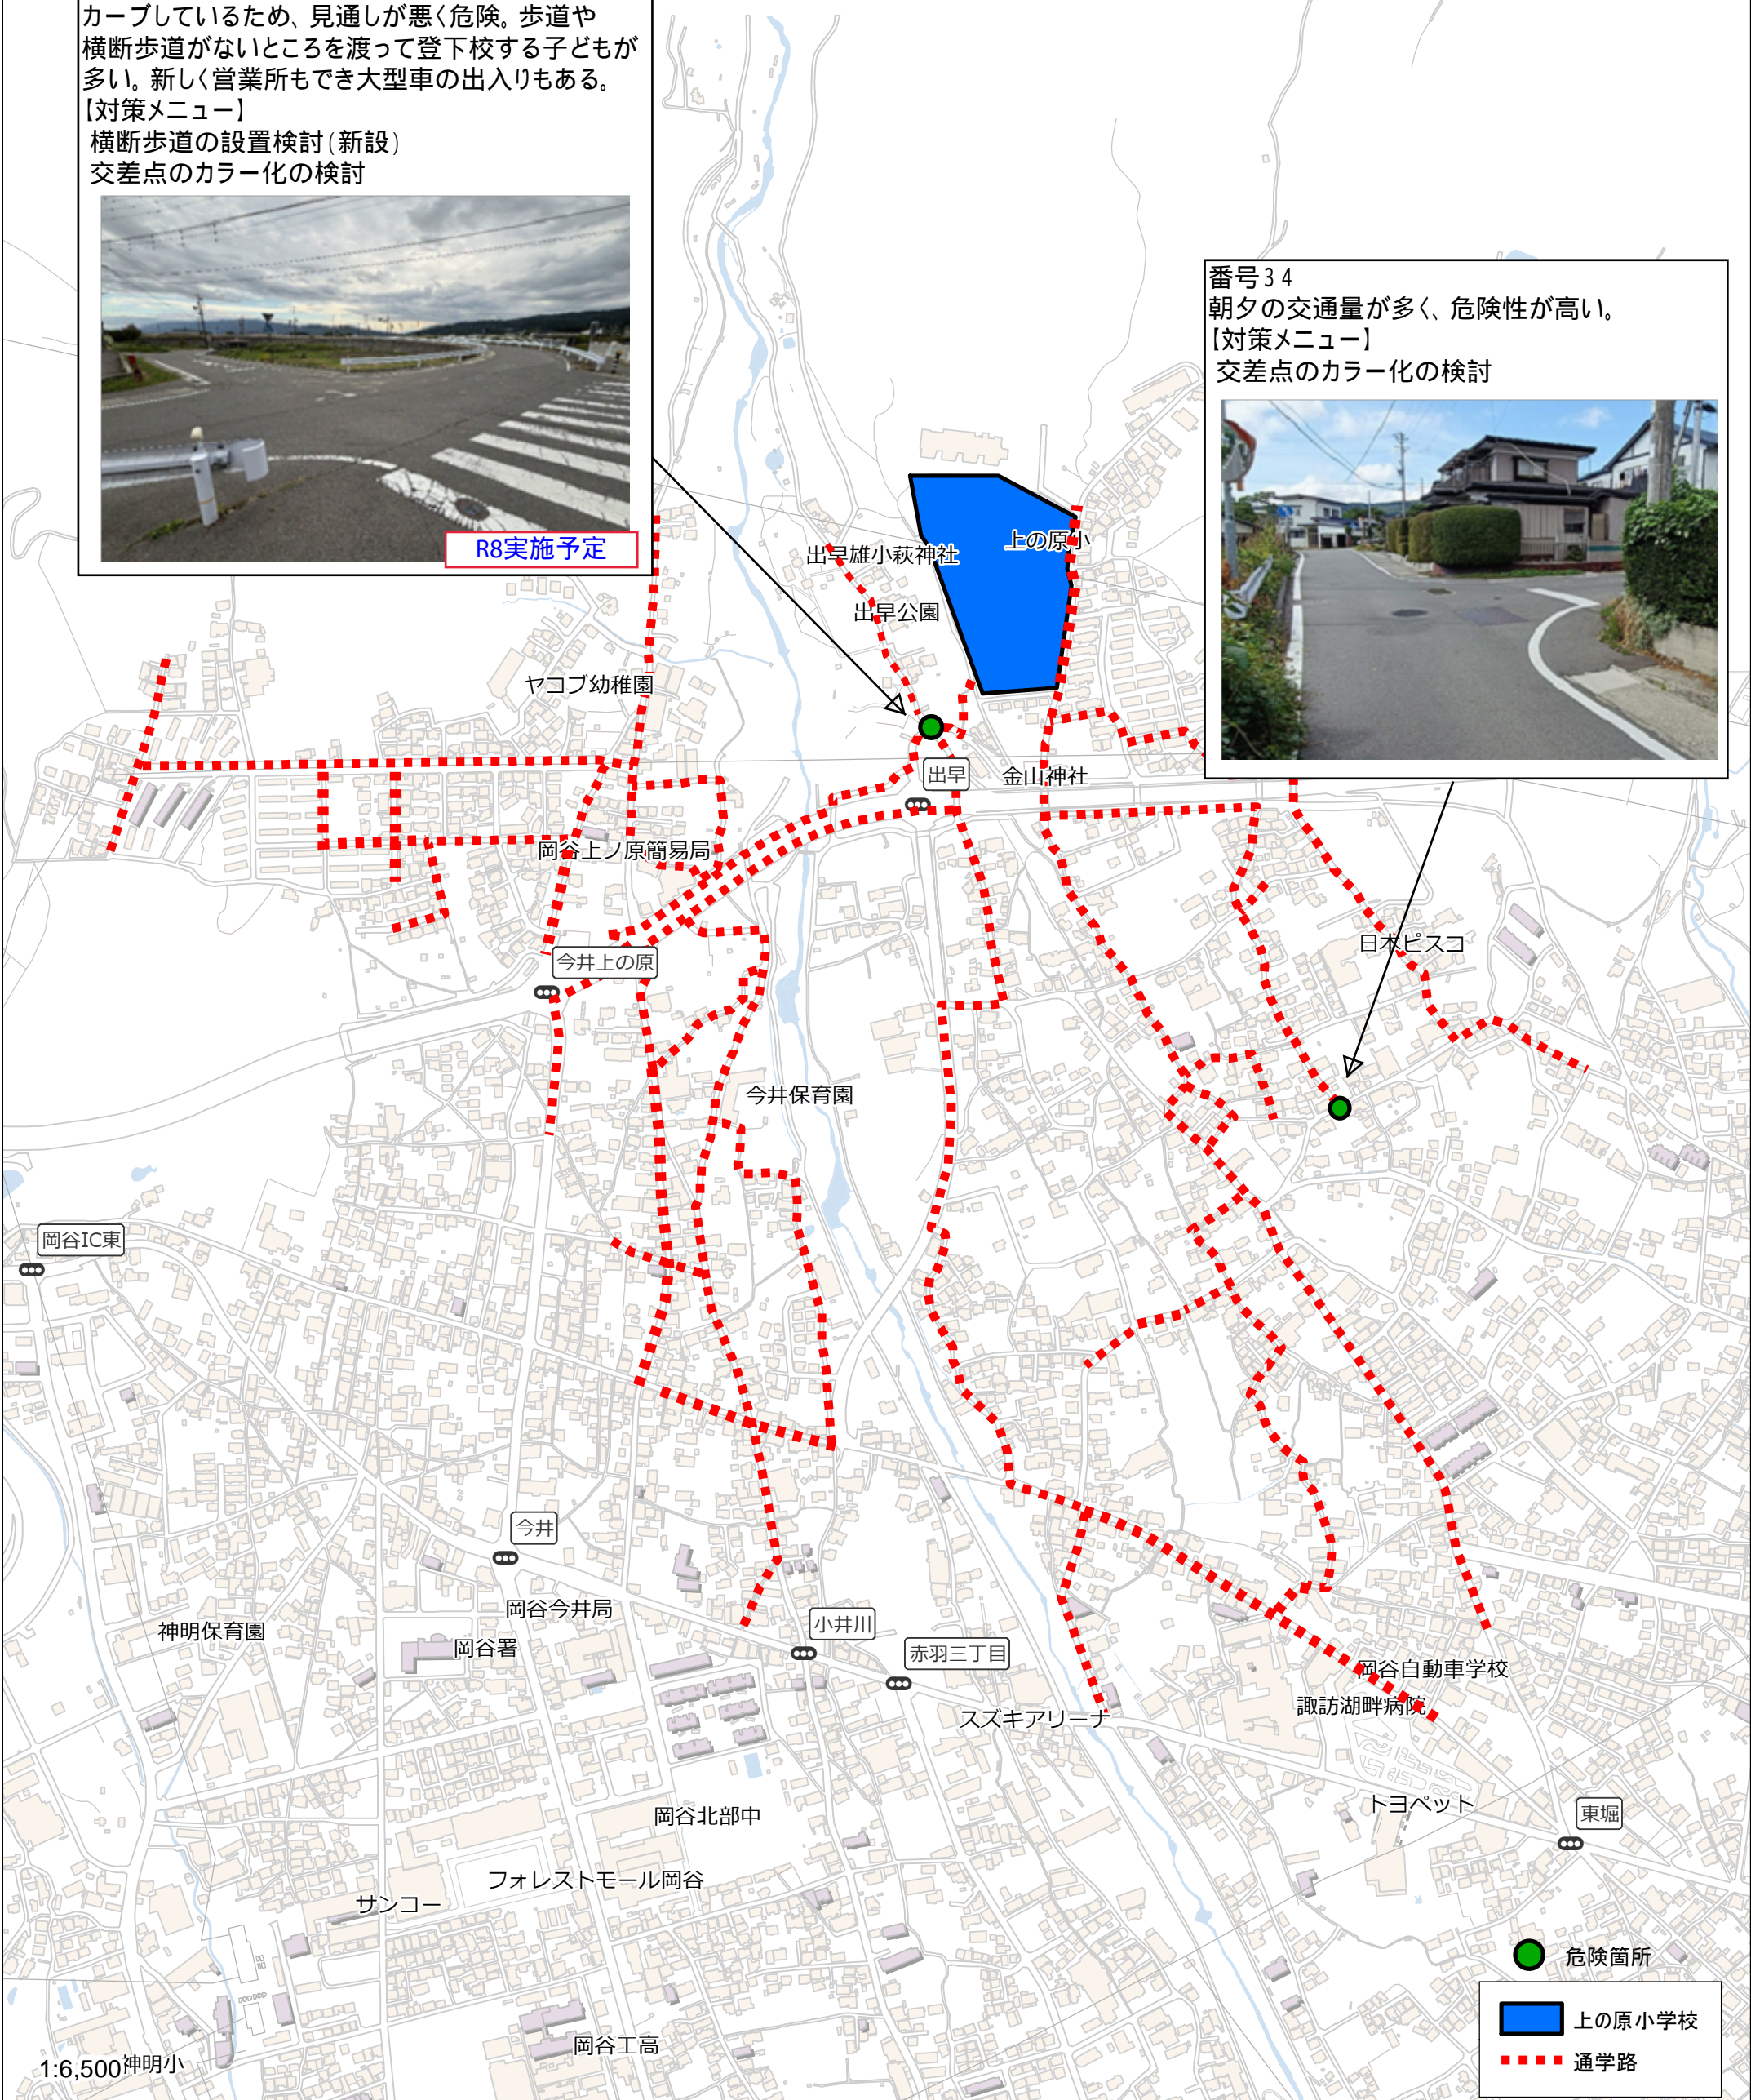 カーブしているため、見通しが悪く危険。歩道や
横断歩道がないところを渡って登下校する子どもが
多い。新しく営業所もでき大型車の出入りもある。
【対策メニュー】
横断歩道の設置検討(新設)
交差点のカラー化の検討
R8実施予定
番号34
朝夕の交通量が多く、危険性が高い。
【対策メニュー】
交差点のカラー化の検討
上の原小
出早雄小萩神社
出早公園
ヤコブ幼稚園
出早
金山神社
岡谷上ノ原簡易局
日本ピスコ
今井上の原
今井保育園
岡谷IC東
今井
岡谷今井局
神明保育園
岡谷署
小井川
赤羽三丁目
岡谷自動車学校
諏訪湖畔病院
スズキアリーナ
トヨペット
東堀
岡谷北部中
フォレストモール岡谷
サンコー
岡谷工高
危険箇所
上の原小学校
通学路
1:6,500
神明小